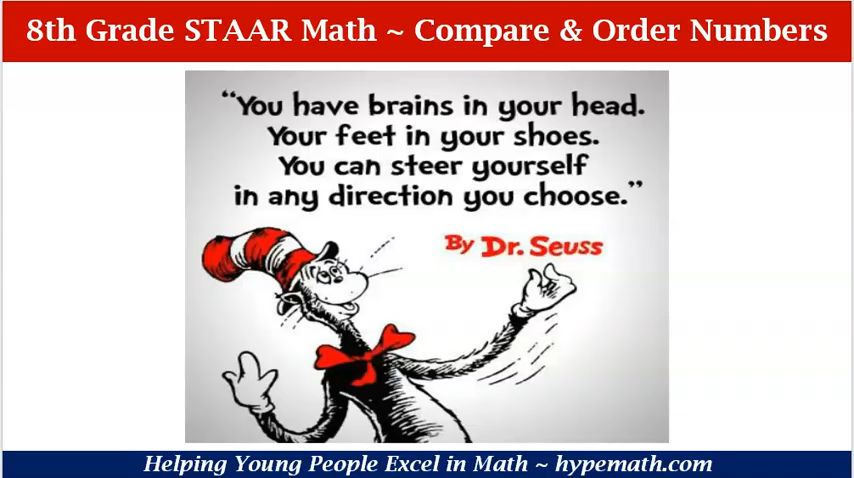 8th Grade STAAR Math ~ Compare & Order Numbers
“You have brains in your head.
Your feet in your shoes.
You can steer yourself
in any direction you choose.”
By Dr. Seuss
Helping Young People Excel in Math ~ hypemath.com